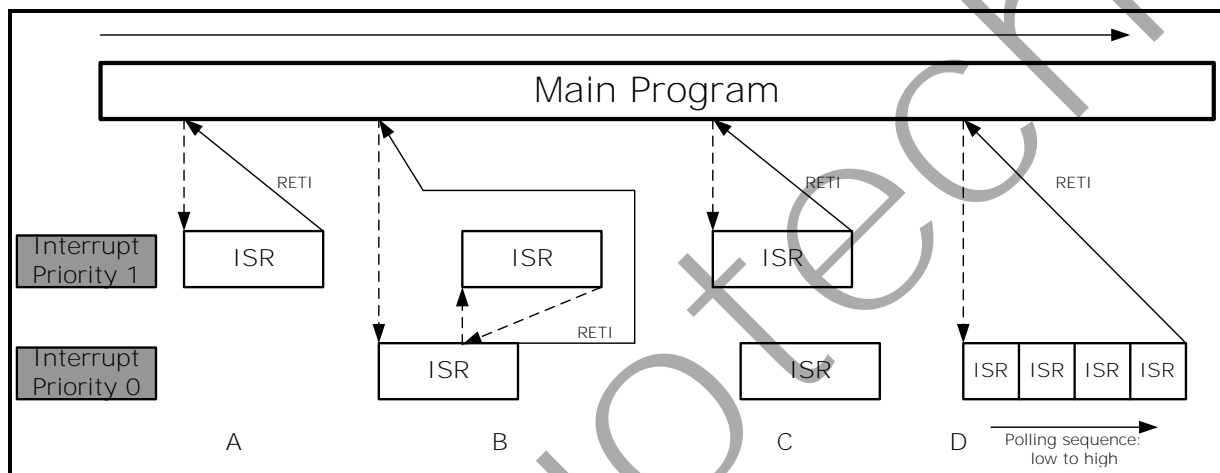 Main Program
RETI
RETI
RETI
Interrupt
Priority 1
ISR
ISR
ISR
RETI
Interrupt
Priority 0
ISR
ISR
ISR
ISR
ISR
ISR
A
B
C
D
Polling sequence:
low to high